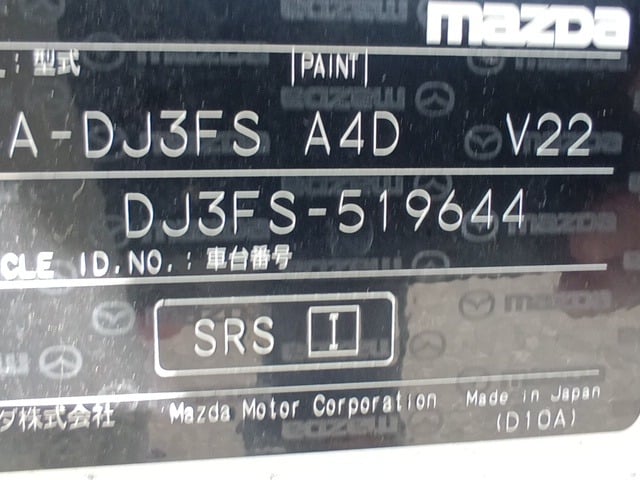 mazda
: 型式 PAINT
A-DJ3FS A4D V22
DJ3FS-519644
CLE ID.NO.: 車台番号
SRS I
ダ株式会社 Mazda Motor Corporation Made in Japan
(D10A)